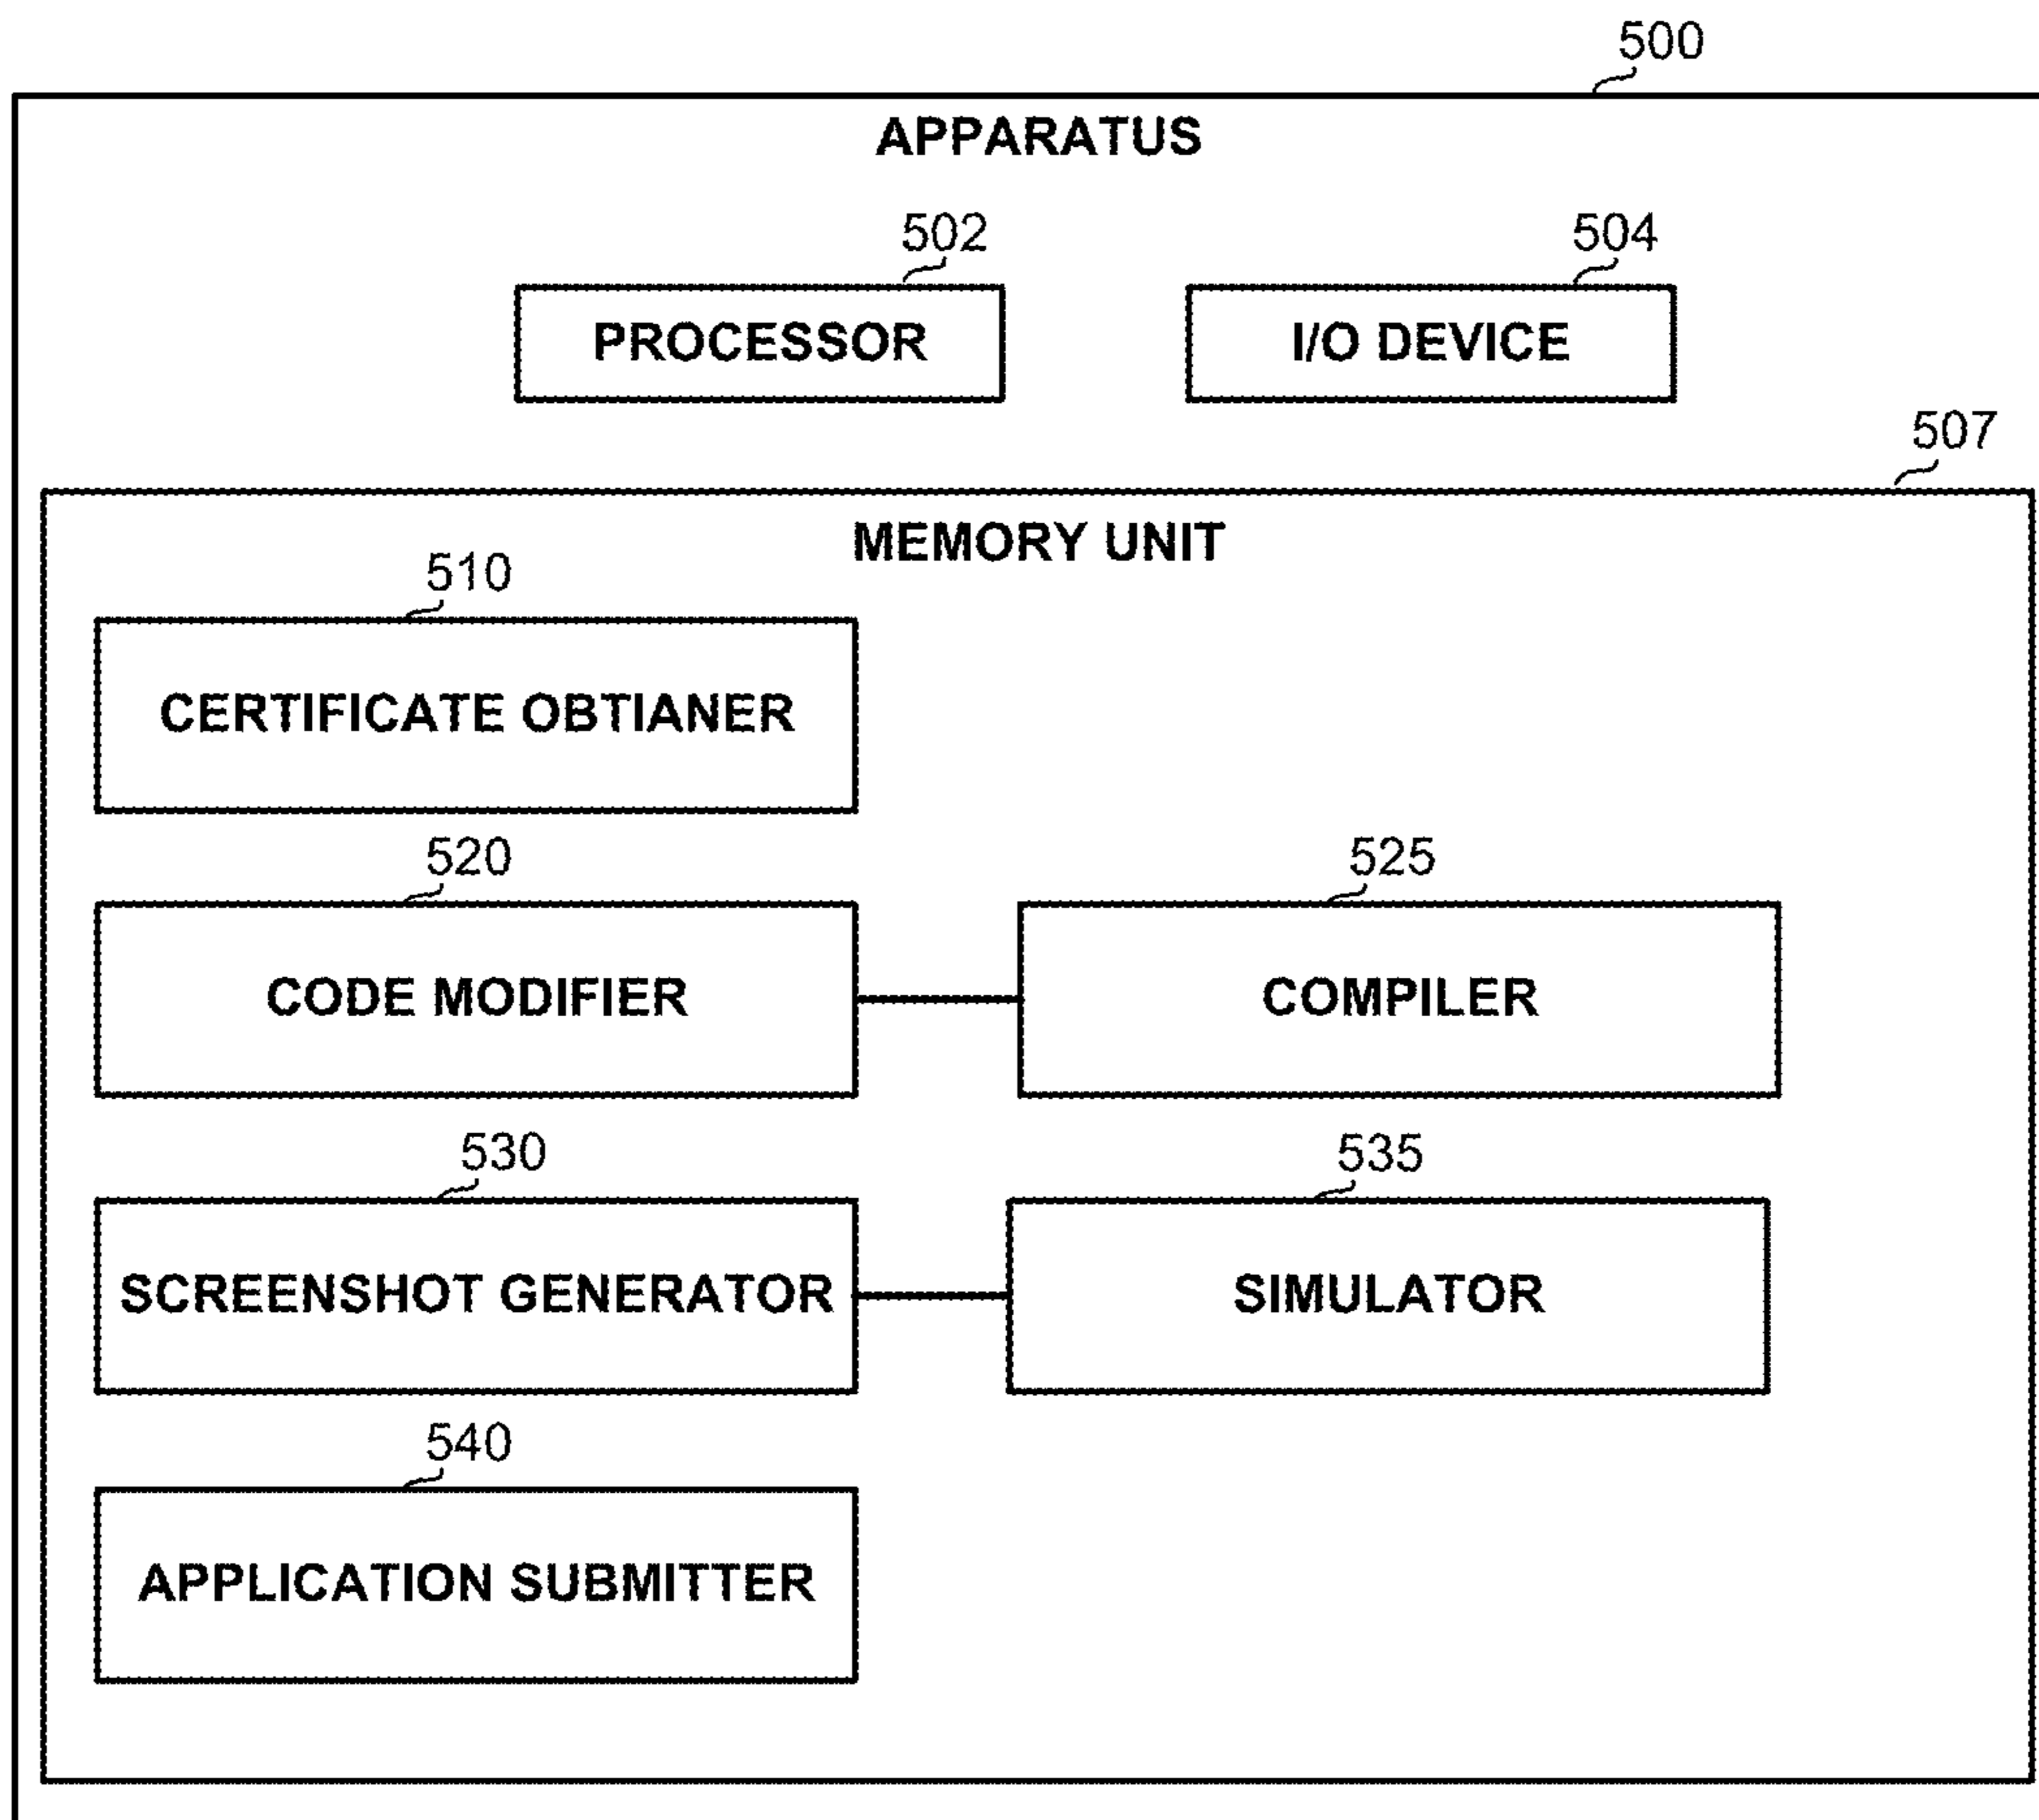 500
APPARATUS
502
504
PROCESSOR
I/O DEVICE
507
MEMORY UNIT
510
CERTIFICATE OBTIANER
520
525
CODE MODIFIER
COMPILER
530
535
SCREENSHOT GENERATOR
SIMULATOR
540
APPLICATION SUBMITTER